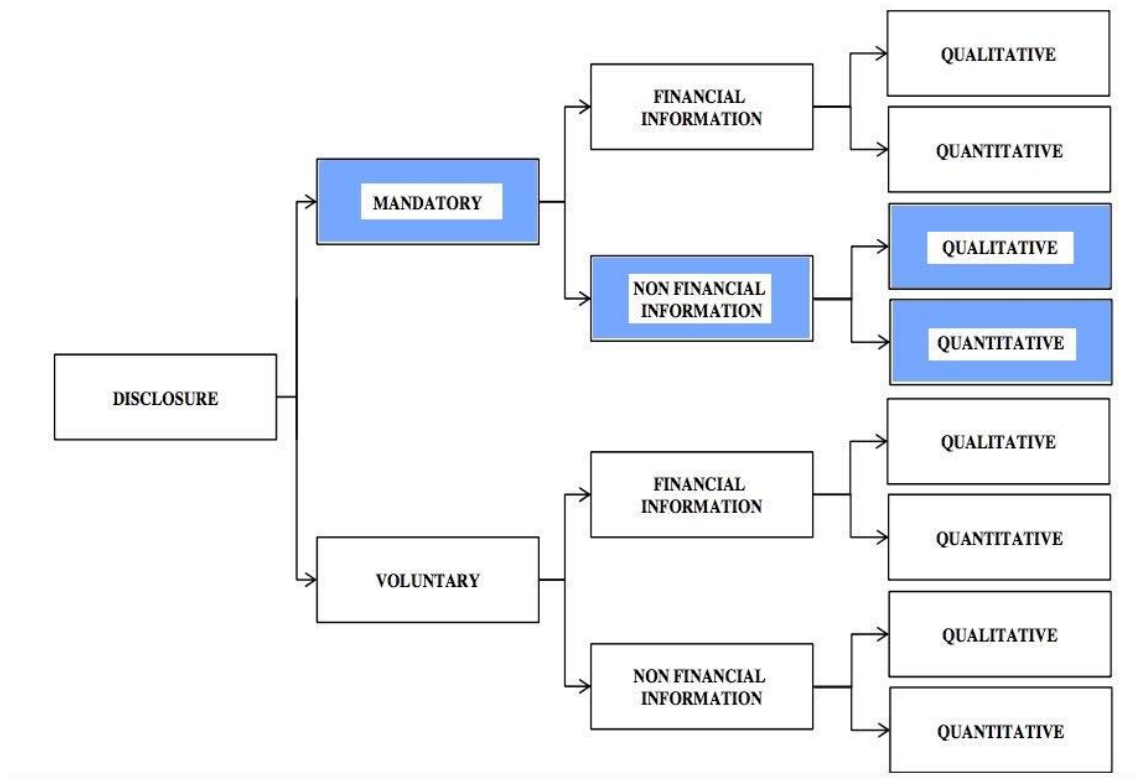 QUALITATIVE
FINANCIAL
INFORMATION
QUANTITATIVE
MANDATORY
QUALITATIVE
NON FINANCIAL
INFORMATION
QUANTITATIVE
DISCLOSURE
QUALITATIVE
FINANCIAL
INFORMATION
QUANTITATIVE
VOLUNTARY
QUALITATIVE
NON FINANCIAL
INFORMATION
QUANTITATIVE